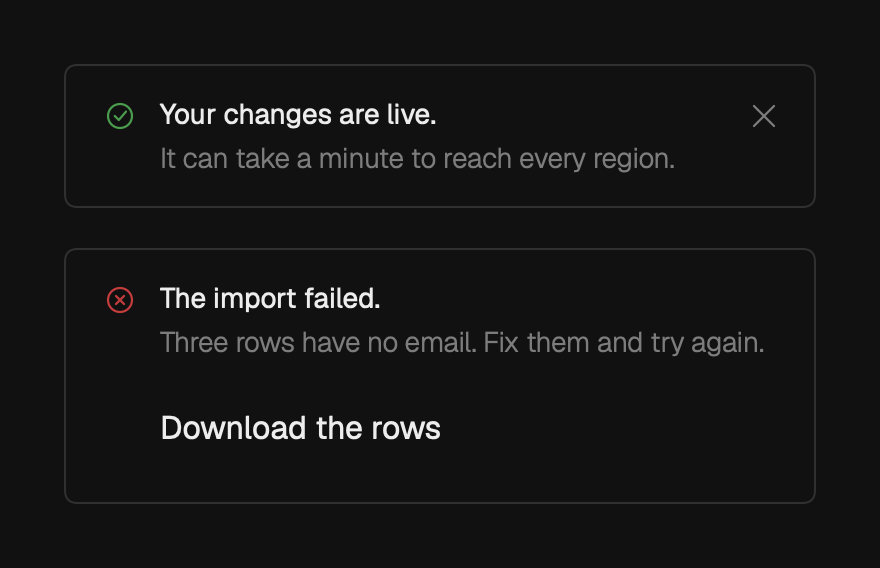 Your changes are live.
It can take a minute to reach every region.
The import failed.
Three rows have no email. Fix them and try again.
Download the rows